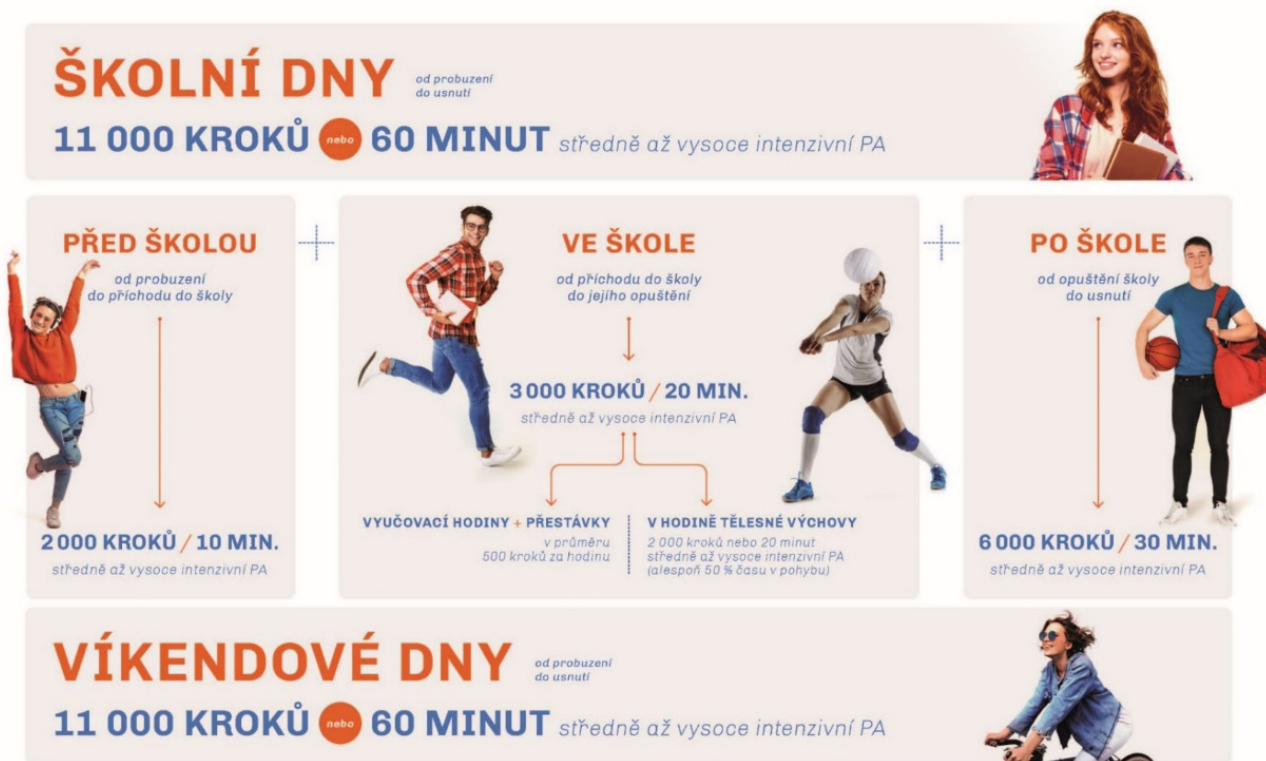 ŠKOLNÍ DNY
od probuzení
do usnutí
11 000 KROKŮ nebo 60 MINUT středně až vysoce intenzivní PA
PŘED ŠKOLOU
od probuzení
do příchodu do školy
2 000 KROKŮ / 10 MIN.
středně až vysoce intenzivní PA
VE ŠKOLE
od příchodu do školy
do jejího opuštění
3 000 KROKŮ / 20 MIN.
středně až vysoce intenzivní PA
VYUČOVACÍ HODINY + PŘESTÁVKY
v průměru
500 kroků za hodinu
V HODINĚ TĚLESNÉ VÝCHOVY
2 000 kroků nebo 20 minut
středně až vysoce intenzivní PA
(alespoň 50 % času v pohybu)
PO ŠKOLE
od opuštění školy
do usnutí
6 000 KROKŮ / 30 MIN.
středně až vysoce intenzivní PA
VÍKENDOVÉ DNY
od probuzení
do usnutí
11 000 KROKŮ nebo 60 MINUT středně až vysoce intenzivní PA